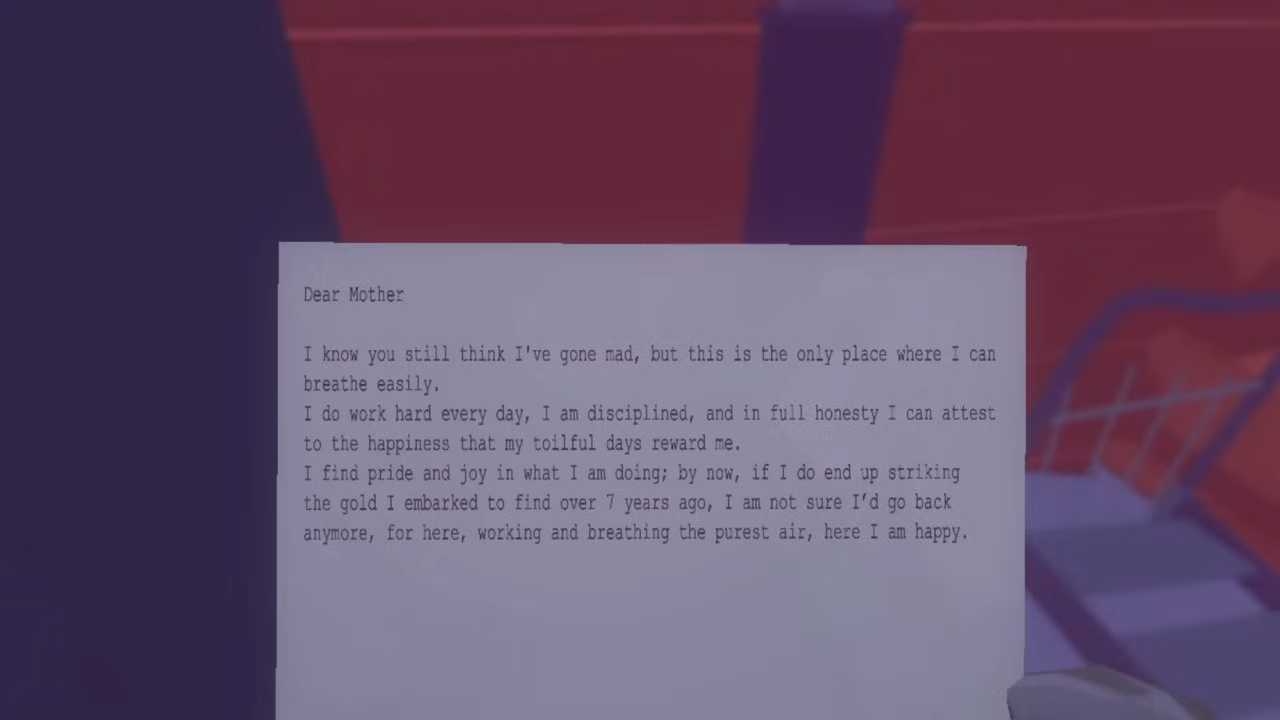 Dear Mother
I know you still think I've gone mad, but this is the only place where I can
breathe easily.
I do work hard every day, I am disciplined, and in full honesty I can attest
to the happiness that my toilful days reward me.
I find pride and joy in what I am doing; by now, if I do end up striking
the gold I embarked to find over 7 years ago, I am not sure I’d go back
anymore, for here, working and breathing the purest air, here I am happy.